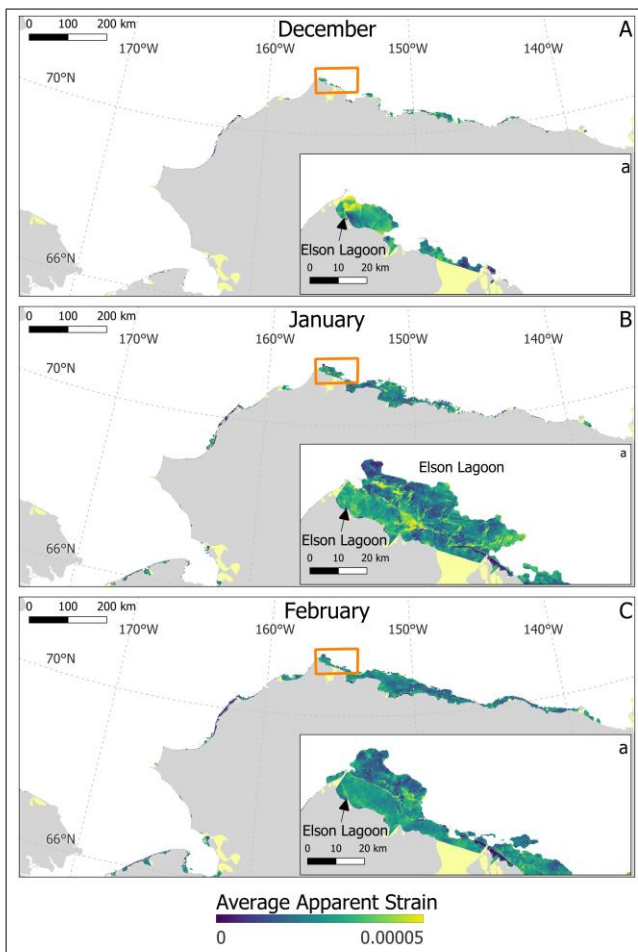 0 100 200 km
December
A
170°W 160°W 150°W 140°W
70°N
66°N
a
Elson Lagoon
0 10 20 km
0 100 200 km
January
B
170°W 160°W 150°W 140°W
70°N
66°N
a
Elson Lagoon
Elson Lagoon
0 10 20 km
0 100 200 km
February
C
170°W 160°W 150°W 140°W
70°N
66°N
a
Elson Lagoon
0 10 20 km
Average Apparent Strain
0 0.00005